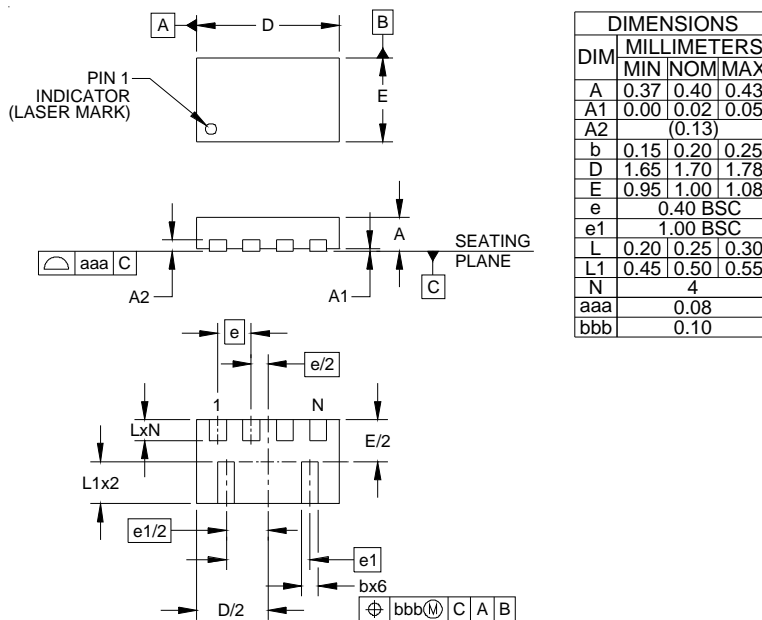 A
D
B
PIN 1
INDICATOR
(LASER MARK)
E
A
SEATING
PLANE
aaa C
A2
A1
C
e
e/2
1
N
LxN
E/2
L1x2
e1/2
e1
bx6
D/2
bbb Ⓜ C A B
DIMENSIONS
DIM MILLIMETERS
MIN NOM MAX
A 0.37 0.40 0.43
A1 0.00 0.02 0.05
A2 (0.13)
b 0.15 0.20 0.25
D 1.65 1.70 1.78
E 0.95 1.00 1.08
e 0.40 BSC
e1 1.00 BSC
L 0.20 0.25 0.30
L1 0.45 0.50 0.55
N 4
aaa 0.08
bbb 0.10